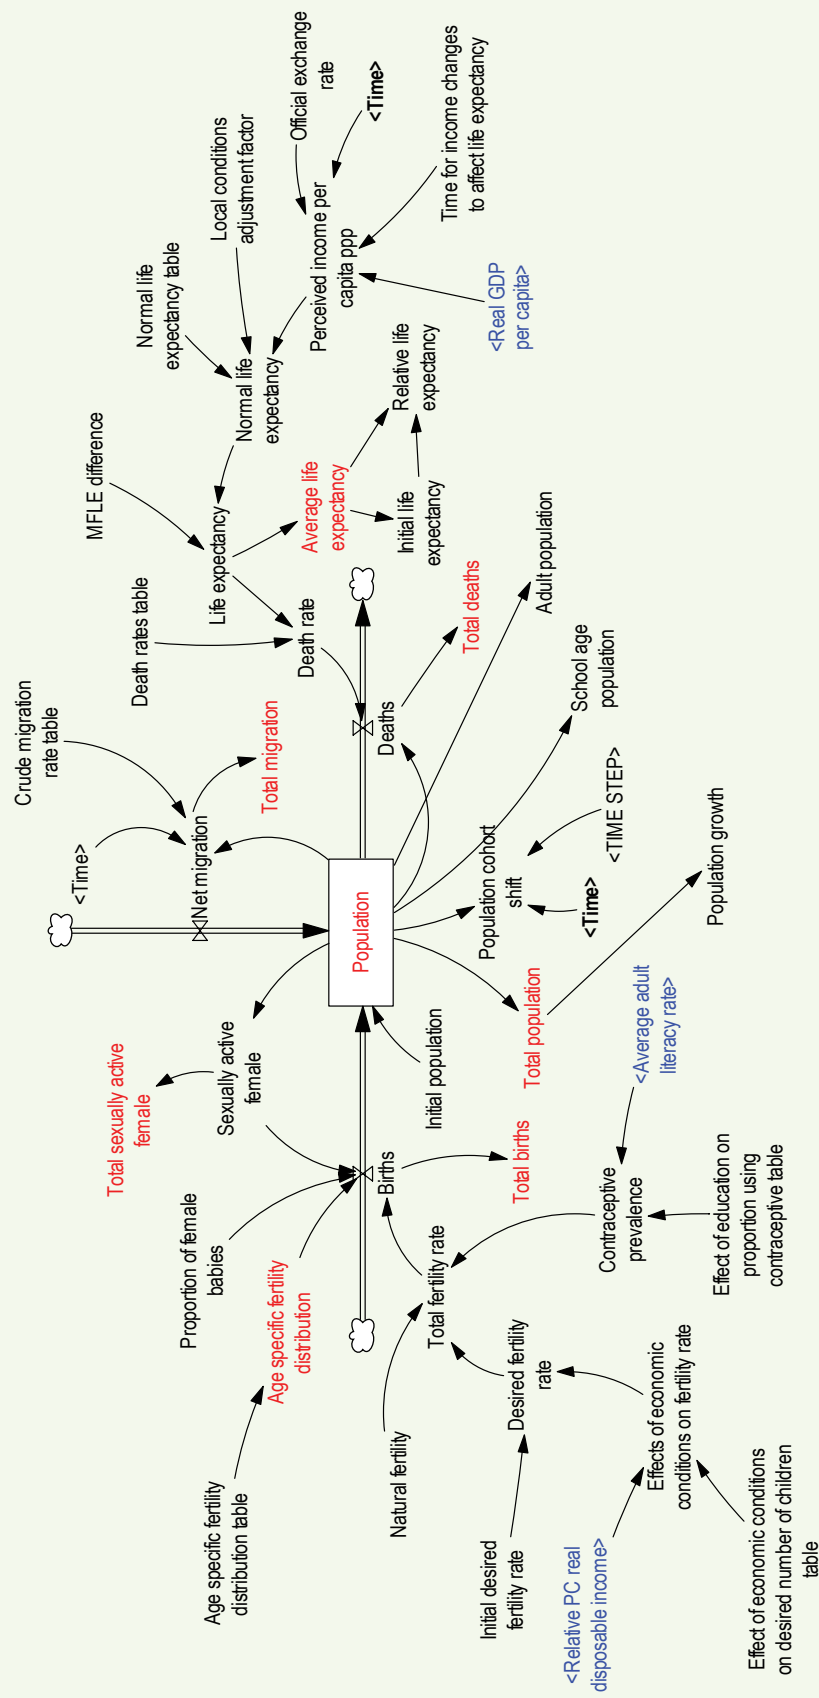 Total sexually active
female
Sexually active
female
Proportion of female
babies
Age specific fertility
distribution
Age specific fertility
distribution table
Natural fertility
Initial desired
fertility rate
<Relative PC real
disposable income>
Effect of economic conditions
on desired number of children
table
Effects of economic
conditions on fertility rate
Desired fertility
rate
Total fertility rate
Births
Total births
Contraceptive
prevalence
Effect of education on
proportion using
contraceptive table
<Average adult
literacy rate>
Initial population
Population
Total population
Population growth
Population cohort
shift
<Time>
<TIME STEP>
School age
population
Adult population
<Time>
Crude migration
rate table
Net migration
Total migration
Deaths
Total deaths
Death rate
Death rates table
MFLE difference
Life expectancy
Average life
expectancy
Initial life
expectancy
Relative life
expectancy
Normal life
expectancy
Normal life
expectancy table
Local conditions
adjustment factor
Perceived income per
capita ppp
Official exchange
rate
<Time>
Time for income changes
to affect life expectancy
<Real GDP
per capita>